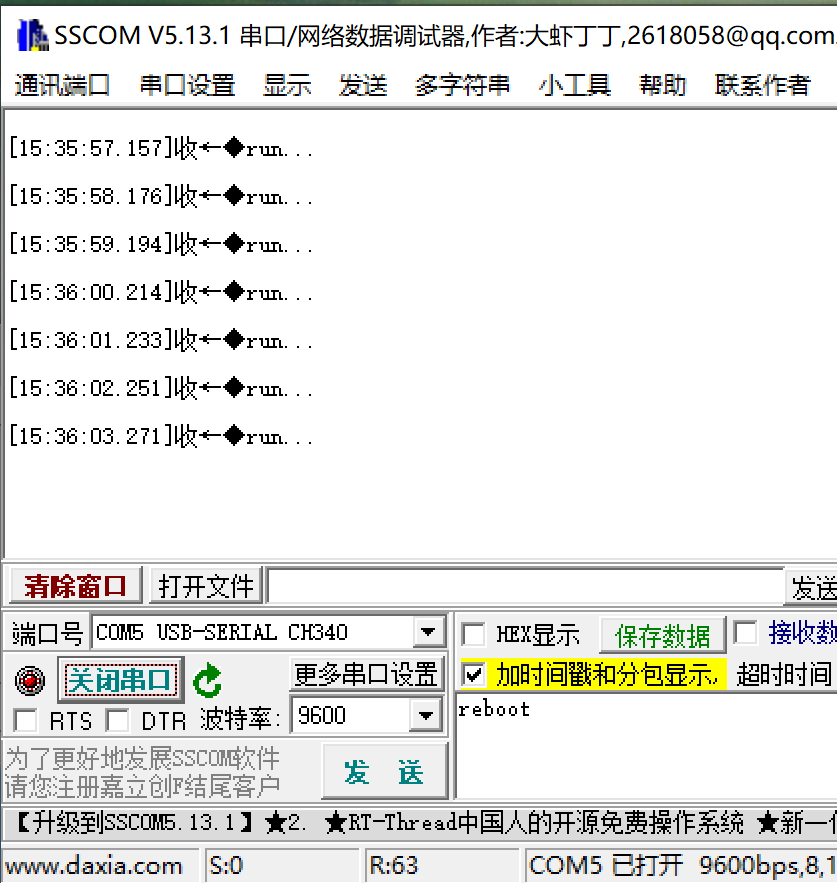 SSCOM V5.13.1 串口/网络数据调试器,作者:大虾丁丁,2618058@qq.com.
通讯端口 串口设置 显示 发送 多字符串 小工具 帮助 联系作者
[15:35:57.157]收←◆run...
[15:35:58.176]收←◆run...
[15:35:59.194]收←◆run...
[15:36:00.214]收←◆run...
[15:36:01.233]收←◆run...
[15:36:02.251]收←◆run...
[15:36:03.271]收←◆run...
清除窗口 打开文件 发送
端口号 COM5 USB-SERIAL CH340 HEX显示 保存数据 接收数
关闭串口 更多串口设置 加时间戳和分包显示, 超时时间
RTS DTR 波特率: 9600 reboot
为了更好地发展SSCOM软件
请您注册嘉立创F结尾客户
发 送
【升级到SSCOM5.13.1】★2. ★RT-Thread中国人的开源免费操作系统 ★新一
www.daxia.com S:0 R:63 COM5 已打开 9600bps,8,1